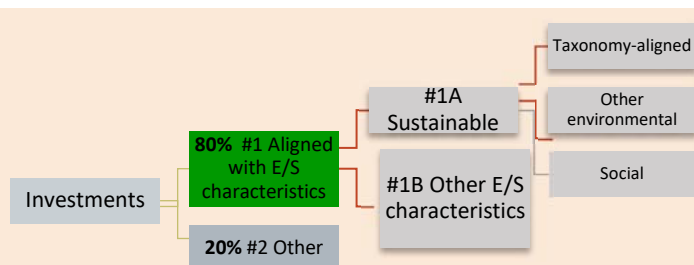 Investments
80% #1 Aligned
with E/S
characteristics
20% #2 Other
#1A
Sustainable
#1B Other E/S
characteristics
Taxonomy-aligned
Other
environmental
Social